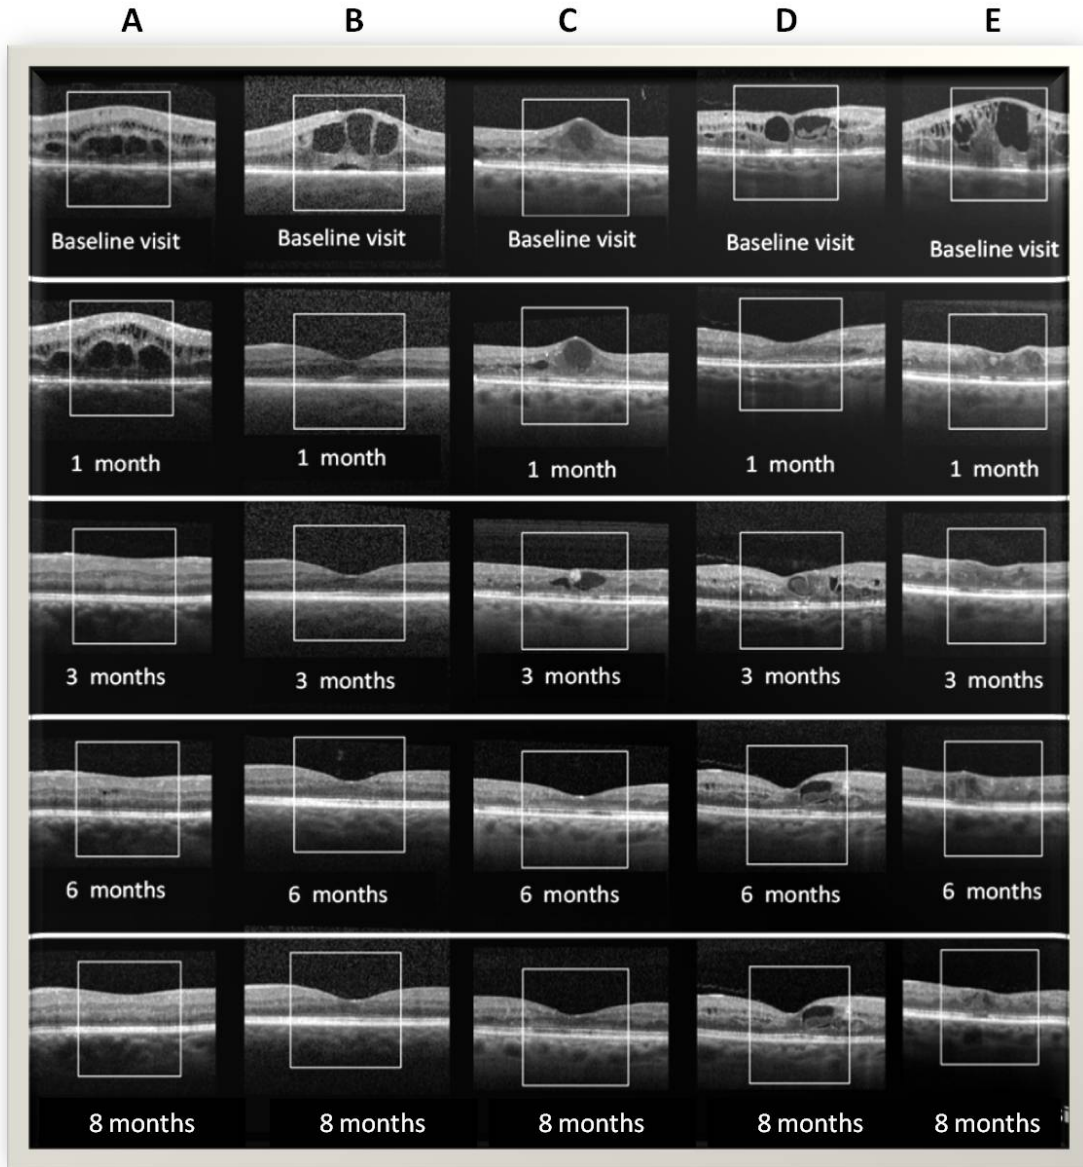 A B C D E
Baseline visit Baseline visit Baseline visit Baseline visit Baseline visit
1 month 1 month 1 month 1 month 1 month
3 months 3 months 3 months 3 months 3 months
6 months 6 months 6 months 6 months 6 months
8 months 8 months 8 months 8 months 8 months